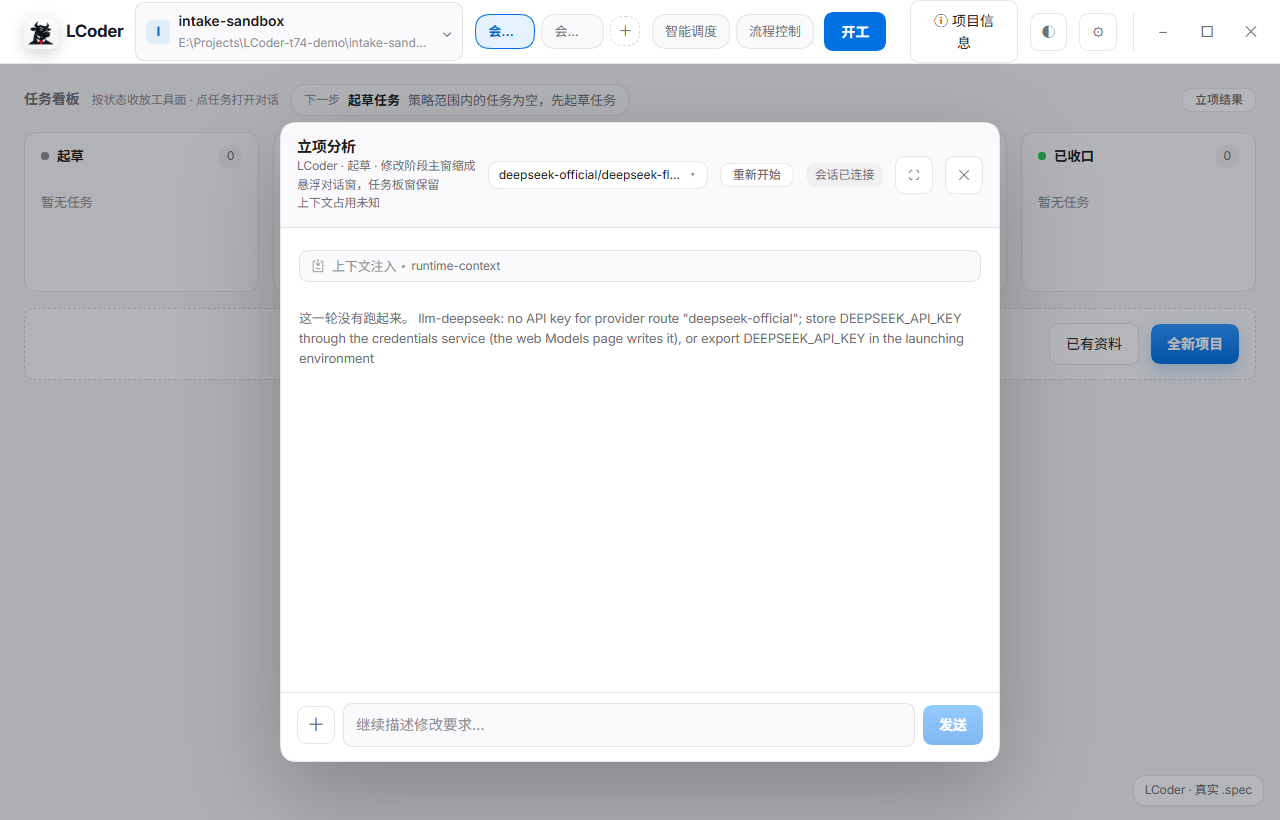 LCoder
I
intake-sandbox
E:\Projects\LCoder-t74-demo\intake-sand...
会...
会...
智能调度
流程控制
开工
项目信
息
任务看板
按状态收放工具面 · 点任务打开对话
下一步 起草任务 策略范围内的任务为空，先起草任务
立项结果
起草
0
暂无任务
已收口
0
暂无任务
已有资料
全新项目
立项分析
LCoder · 起草 · 修改阶段主窗缩成
悬浮对话窗，任务板窗保留
上下文占用未知
deepseek-official/deepseek-fl...
重新开始
会话已连接
上下文注入 • runtime-context
这一轮没有跑起来。 llm-deepseek: no API key for provider route "deepseek-official"; store DEEPSEEK_API_KEY
through the credentials service (the web Models page writes it), or export DEEPSEEK_API_KEY in the launching
environment
继续描述修改要求...
发送
LCoder · 真实 .spec